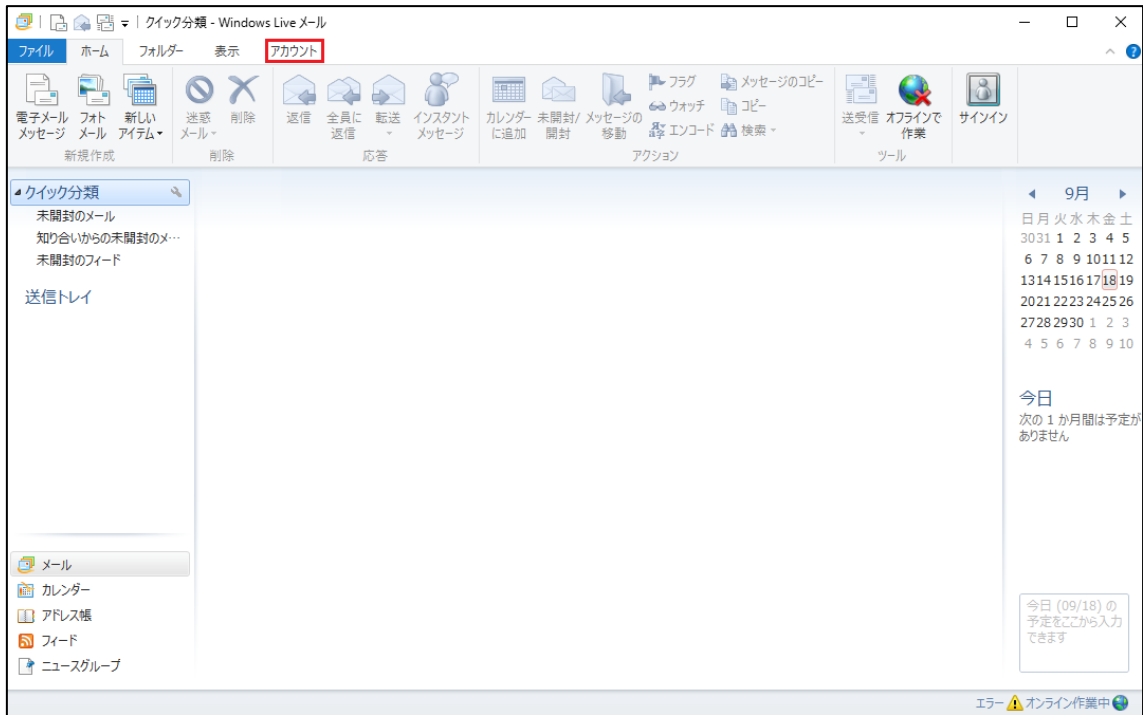 クイック分類 - Windows Live メール
ファイル ホーム フォルダー 表示 アカウント
電子メール メッセージ
フォト メール
新しい アイテム
新規作成
迷惑 メール
削除
削除
返信
全員に 返信
転送
インスタント メッセージ
応答
カレンダー に追加
未開封/ 開封
メッセージの 移動
フラグ
ウォッチ
エンコード
メッセージのコピー
コピー
検索
アクション
送受信
オフラインで 作業
ツール
サインイン
クイック分類
未開封のメール
知り合いからの未開封のメ…
未開封のフィード
送信トレイ
メール
カレンダー
アドレス帳
フィード
ニュースグループ
9月
日 月 火 水 木 金 土
30 31 1 2 3 4 5
6 7 8 9 10 11 12
13 14 15 16 17 18 19
20 21 22 23 24 25 26
27 28 29 30 1 2 3
4 5 6 7 8 9 10
今日
次の 1 か月間は予定が
ありません
今日 (09/18) の
予定をここから入力
できます
エラー オンライン作業中